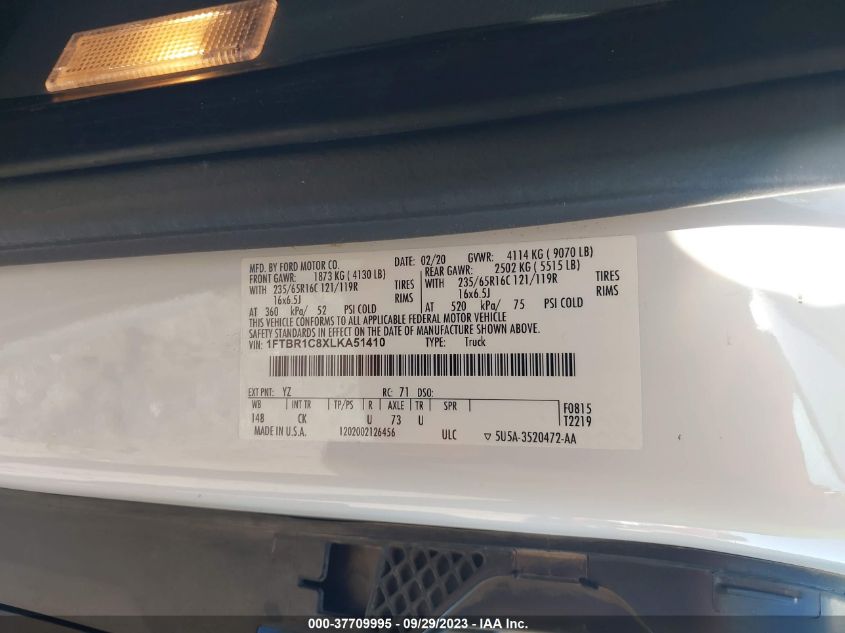 MFD. BY FORD MOTOR CO.
DATE: 02/20 GVWR: 4114 KG ( 9070 LB)
FRONT GAWR: 1873 KG ( 4130 LB)
REAR GAWR: 2502 KG ( 5515 LB)
WITH 235/65R16C 121/119R TIRES
WITH 235/65R16C 121/119R TIRES
16x6.5J RIMS
16x6.5J RIMS
AT 360 kPa/ 52 PSI COLD
AT 520 kPa/ 75 PSI COLD
THIS VEHICLE CONFORMS TO ALL APPLICABLE FEDERAL MOTOR VEHICLE
SAFETY STANDARDS IN EFFECT ON THE DATE OF MANUFACTURE SHOWN ABOVE.
VIN: 1FTBR1C8XLKA51410 TYPE: Truck
EXT PNT: YZ RC: 71 DSO:
WB INT TR TP/PS R AXLE TR SPR
148 CK U 73 U
F0815
T2219
MADE IN U.S.A. 1202002126456 ULC ▽ 5U5A-3520472-AA
000-37709995 - 09/29/2023 - IAA Inc.